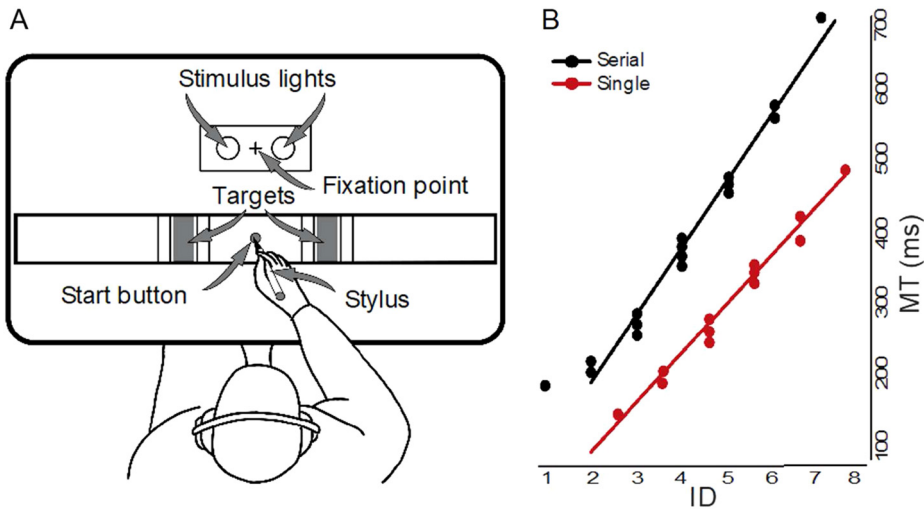 A
Stimulus lights
+
Fixation point
Targets
Start button
Stylus
B
Serial
Single
700
600
500
400
300
200
100
MT (ms)
1 2 3 4 5 6 7 8
ID